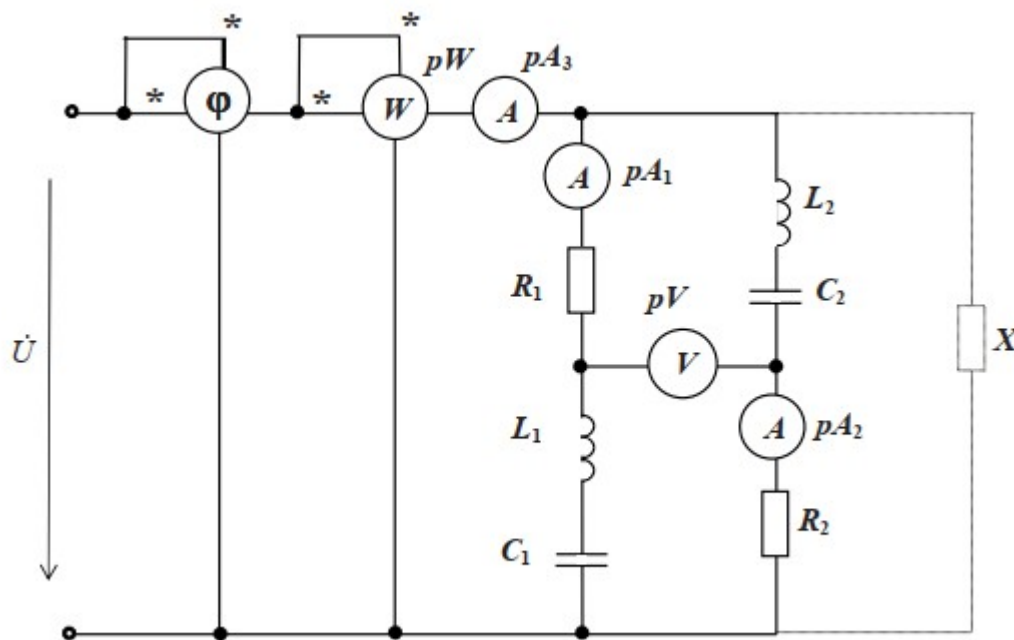 * *
pW pA₃
* φ * W A
A pA₁
L₂
R₁ C₂
pV
U̇ V X
L₁ A pA₂
R₂
C₁